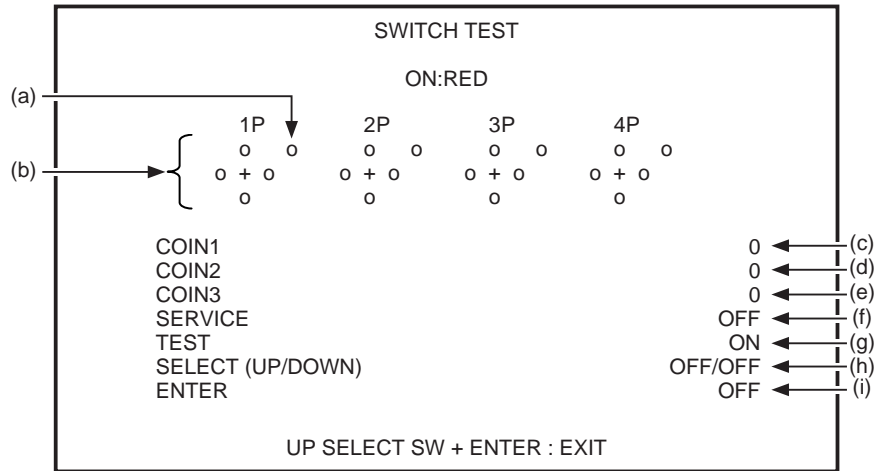 SWITCH TEST
ON:RED
(a)
1P 2P 3P 4P
o o o o o o o o
(b)
o + o o + o o + o o + o
o o o o
COIN1 0 (c)
COIN2 0 (d)
COIN3 0 (e)
SERVICE OFF (f)
TEST ON (g)
SELECT (UP/DOWN) OFF/OFF (h)
ENTER OFF (i)
UP SELECT SW + ENTER : EXIT